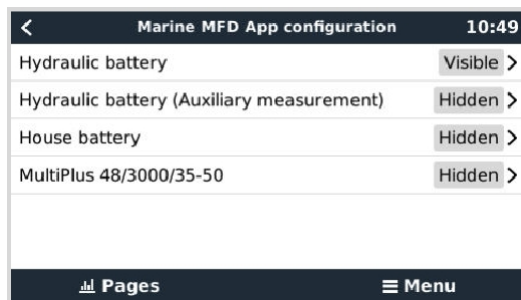 Marine MFD App configuration 10:49
Hydraulic battery Visible
Hydraulic battery (Auxiliary measurement) Hidden
House battery Hidden
MultiPlus 48/3000/35-50 Hidden
Pages Menu